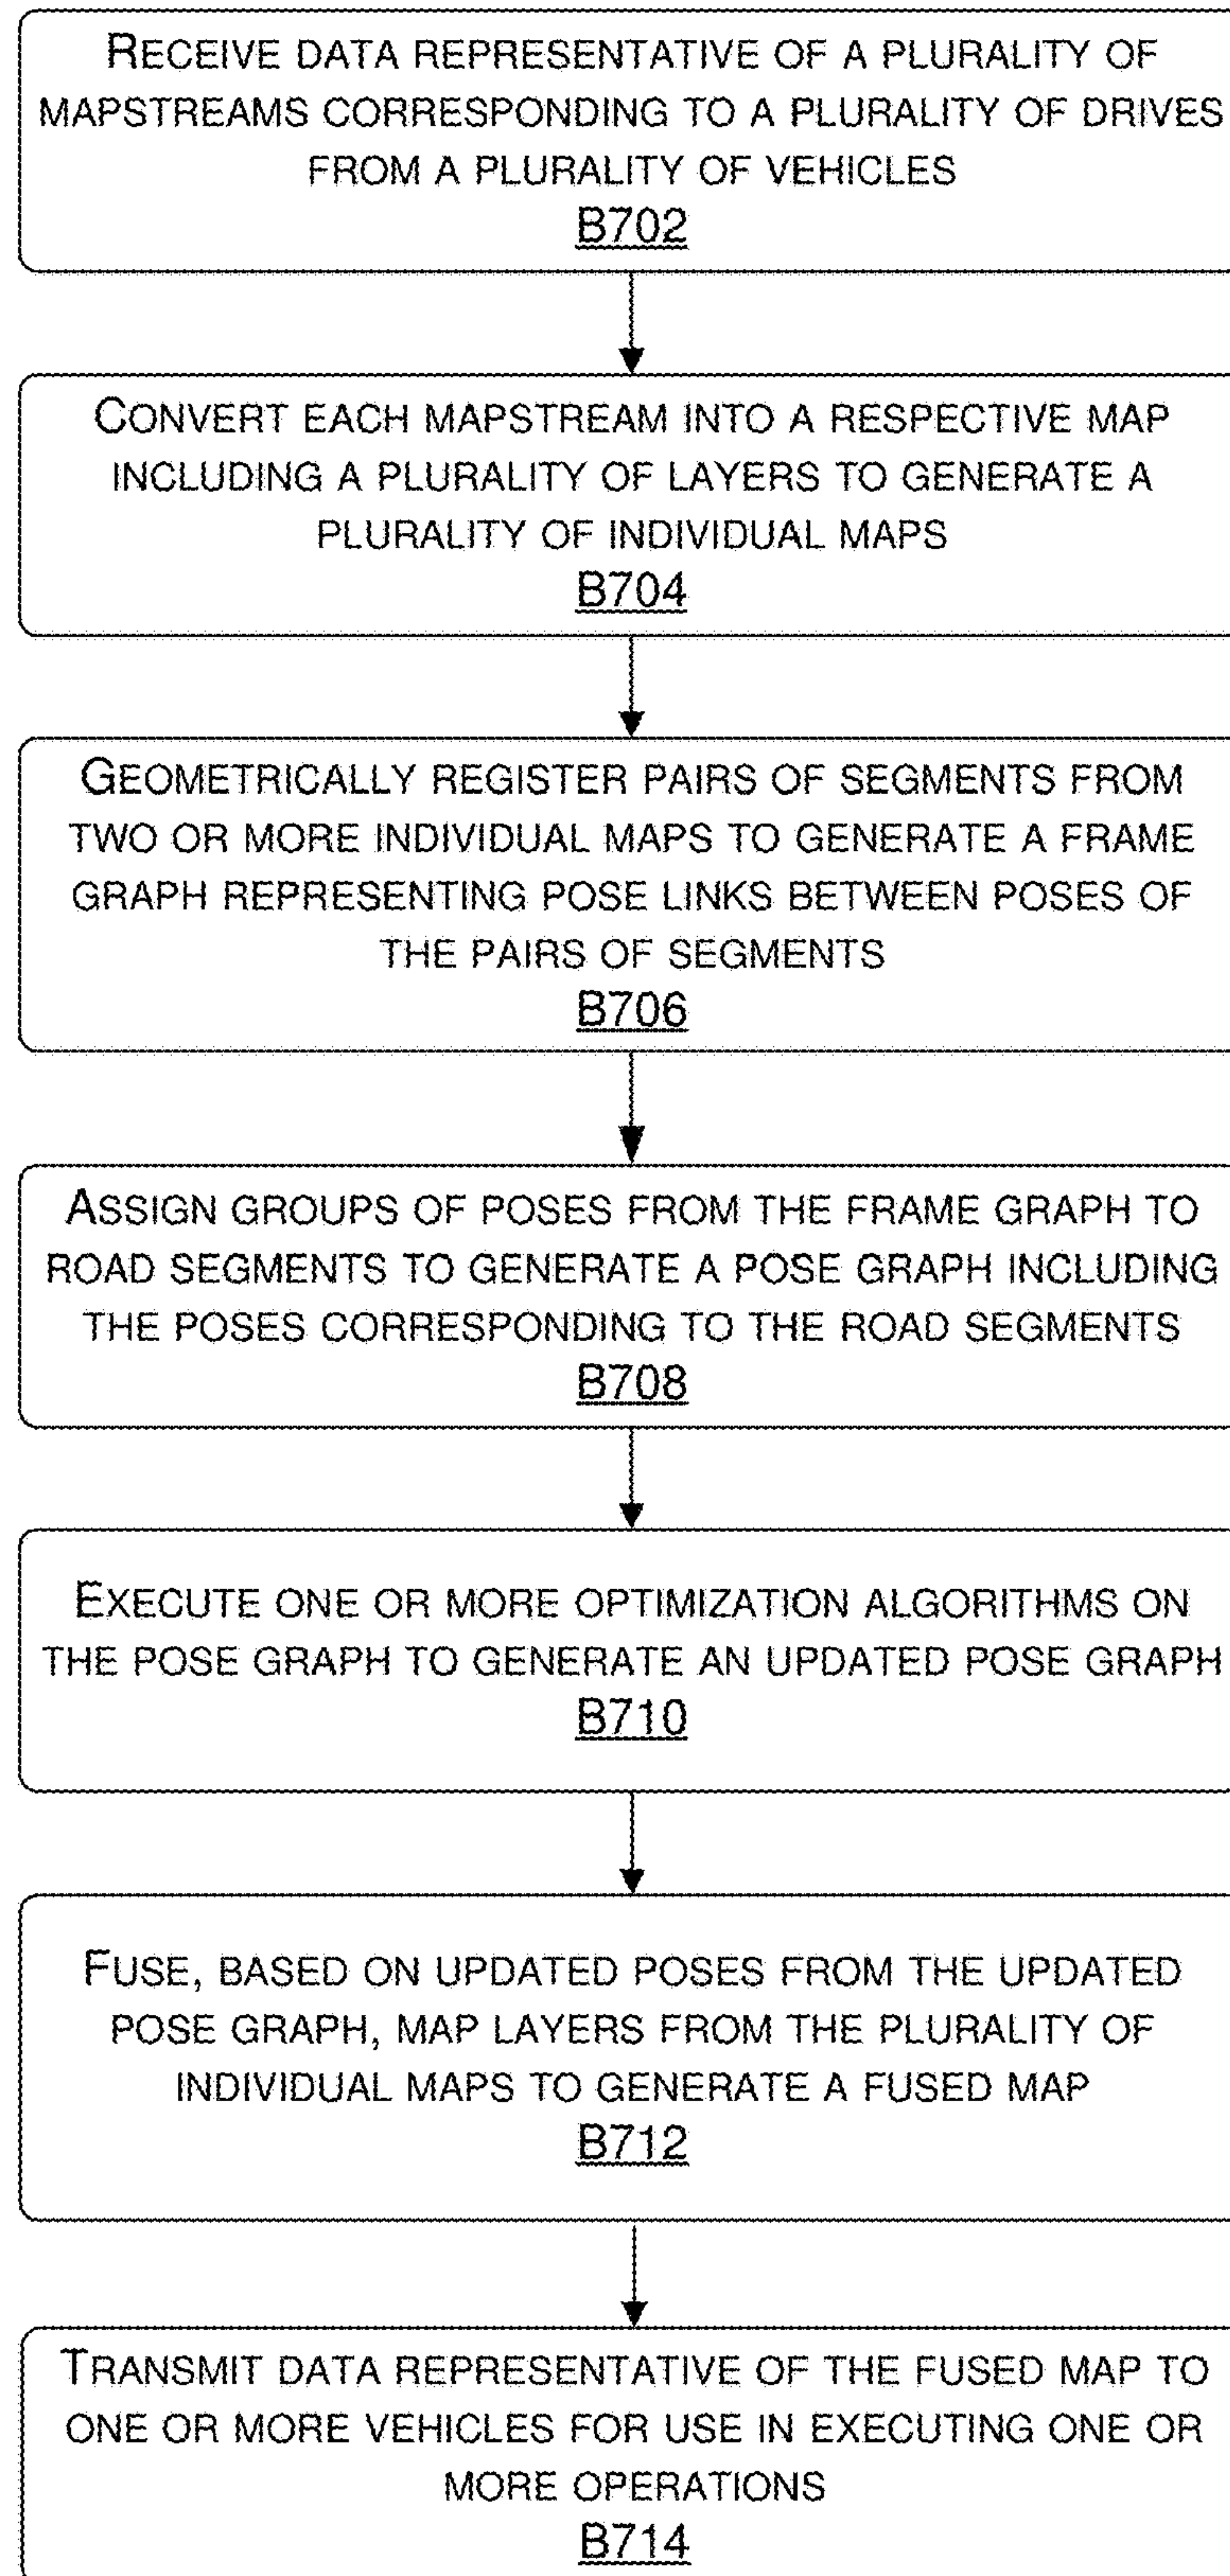 RECEIVE DATA REPRESENTATIVE OF A PLURALITY OF
MAPSTREAMS CORRESPONDING TO A PLURALITY OF DRIVES
FROM A PLURALITY OF VEHICLES
B702
CONVERT EACH MAPSTREAM INTO A RESPECTIVE MAP
INCLUDING A PLURALITY OF LAYERS TO GENERATE A
PLURALITY OF INDIVIDUAL MAPS
B704
GEOMETRICALLY REGISTER PAIRS OF SEGMENTS FROM
TWO OR MORE INDIVIDUAL MAPS TO GENERATE A FRAME
GRAPH REPRESENTING POSE LINKS BETWEEN POSES OF
THE PAIRS OF SEGMENTS
B706
ASSIGN GROUPS OF POSES FROM THE FRAME GRAPH TO
ROAD SEGMENTS TO GENERATE A POSE GRAPH INCLUDING
THE POSES CORRESPONDING TO THE ROAD SEGMENTS
B708
EXECUTE ONE OR MORE OPTIMIZATION ALGORITHMS ON
THE POSE GRAPH TO GENERATE AN UPDATED POSE GRAPH
B710
FUSE, BASED ON UPDATED POSES FROM THE UPDATED
POSE GRAPH, MAP LAYERS FROM THE PLURALITY OF
INDIVIDUAL MAPS TO GENERATE A FUSED MAP
B712
TRANSMIT DATA REPRESENTATIVE OF THE FUSED MAP TO
ONE OR MORE VEHICLES FOR USE IN EXECUTING ONE OR
MORE OPERATIONS
B714